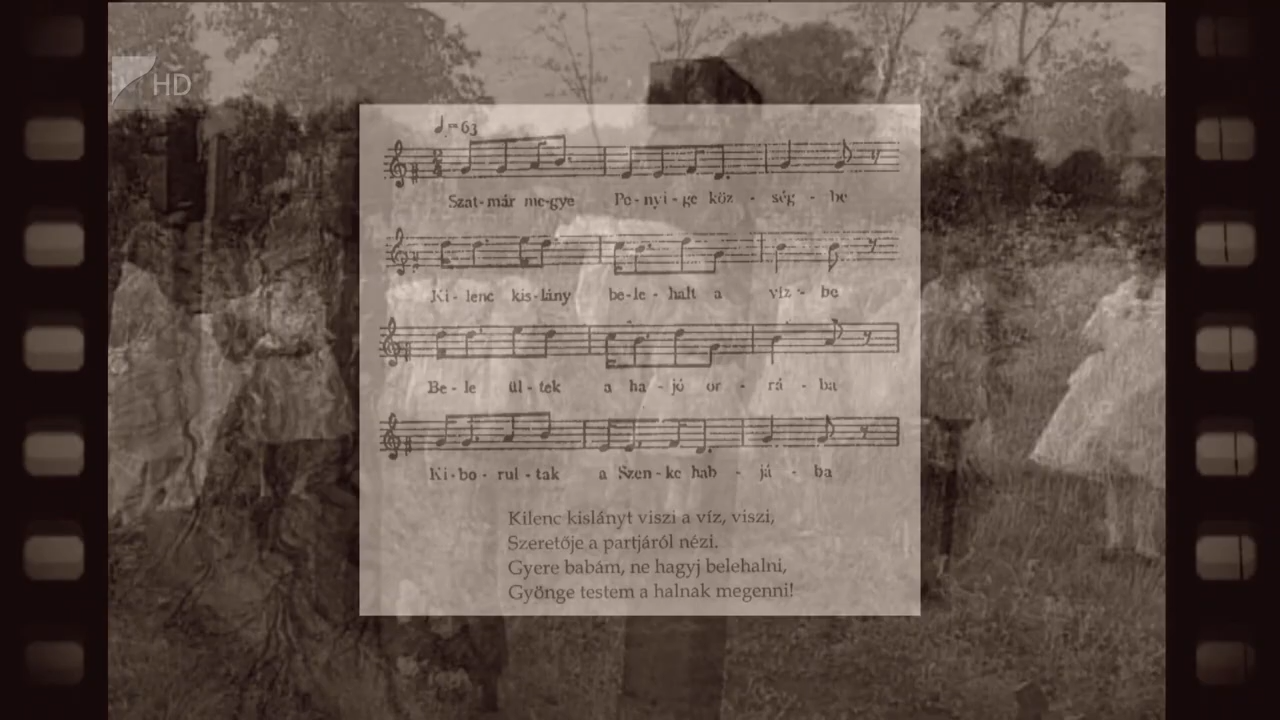 HD
♩.=63
Szat-már me-gye Pe-nyi-ge köz - ség - be
Ki - lenc kis-lány be-le - halt a víz - be
Be - le ül - tek a ha - jó or - rá - ba
Ki-bo - rul - tak a Szen-ke hab - já - ba
Kilenc kislányt viszi a víz, viszi,
Szeretője a partjáról nézi.
Gyere babám, ne hagyj belehalni,
Gyönge testem a halnak megenni!